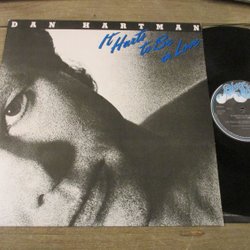 DAN HARTMAN
It Hurts
to Be
in Love